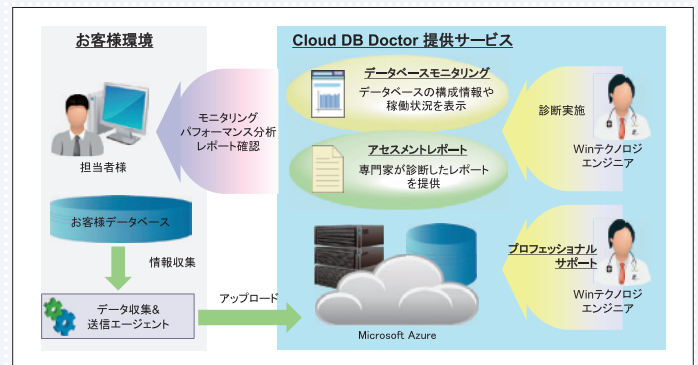 お客様環境
Cloud DB Doctor 提供サービス
データベースモニタリング
データベースの構成情報や
稼働状況を表示
モニタリング
パフォーマンス分析
レポート確認
診断実施
担当者様
アセスメントレポート
専門家が診断したレポート
を提供
Winテクノロジ
エンジニア
お客様データベース
情報収集
プロフェッショナル
サポート
データ収集&
送信エージェント
アップロード
Winテクノロジ
エンジニア
Microsoft Azure